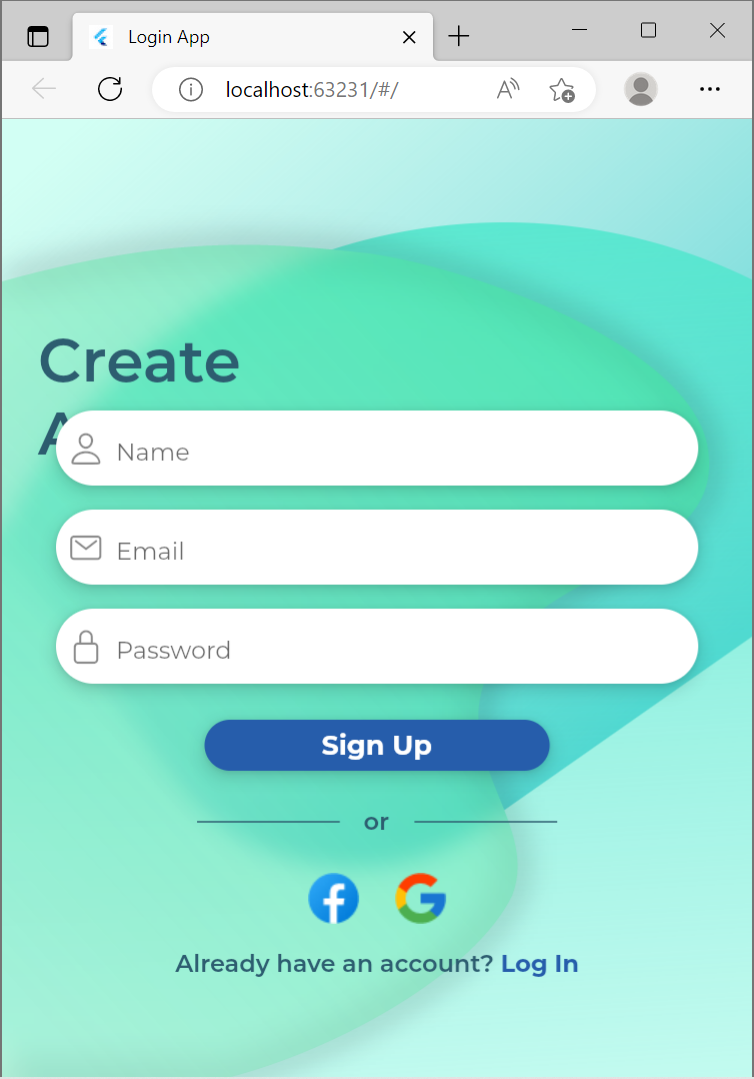 Login App
localhost:63231/#/
Create
Name
Email
Password
Sign Up
or
Already have an account? Log In